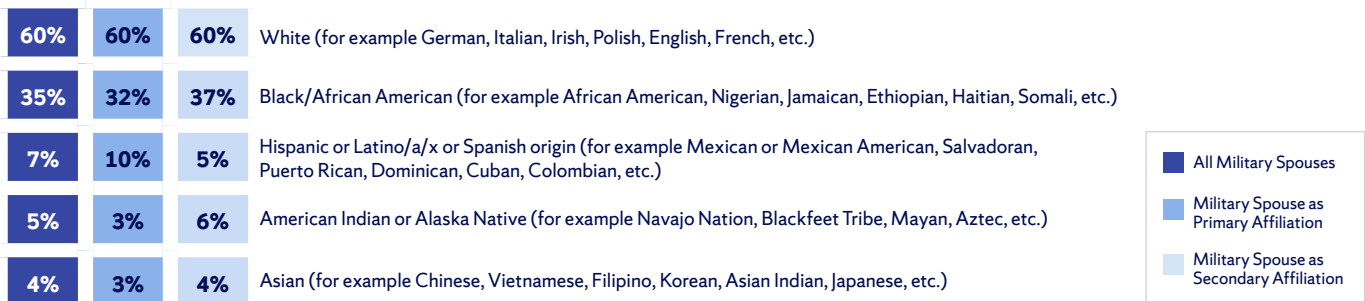 60% 60% 60% White (for example German, Italian, Irish, Polish, English, French, etc.)
35% 32% 37% Black/African American (for example African American, Nigerian, Jamaican, Ethiopian, Haitian, Somali, etc.)
7% 10% 5% Hispanic or Latino/a/x or Spanish origin (for example Mexican or Mexican American, Salvadoran,
Puerto Rican, Dominican, Cuban, Colombian, etc.)
5% 3% 6% American Indian or Alaska Native (for example Navajo Nation, Blackfeet Tribe, Mayan, Aztec, etc.)
4% 3% 4% Asian (for example Chinese, Vietnamese, Filipino, Korean, Asian Indian, Japanese, etc.)
All Military Spouses
Military Spouse as
Primary Affiliation
Military Spouse as
Secondary Affiliation